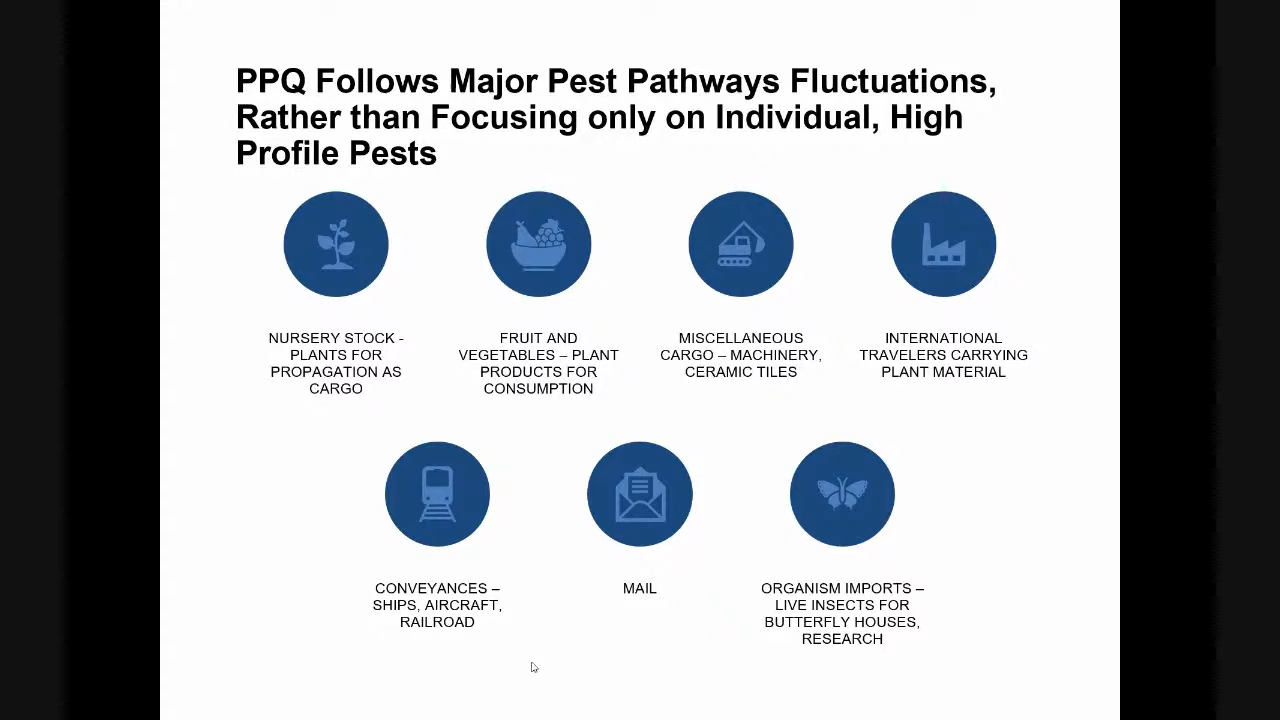 PPQ Follows Major Pest Pathways Fluctuations,
Rather than Focusing only on Individual, High
Profile Pests
NURSERY STOCK -
PLANTS FOR
PROPAGATION AS
CARGO
FRUIT AND
VEGETABLES – PLANT
PRODUCTS FOR
CONSUMPTION
MISCELLANEOUS
CARGO – MACHINERY,
CERAMIC TILES
INTERNATIONAL
TRAVELERS CARRYING
PLANT MATERIAL
CONVEYANCES –
SHIPS, AIRCRAFT,
RAILROAD
MAIL
ORGANISM IMPORTS –
LIVE INSECTS FOR
BUTTERFLY HOUSES,
RESEARCH